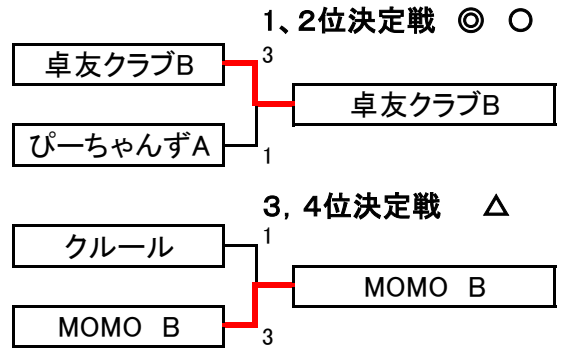 1、2位決定戦 ◎ ○
卓友クラブB
3
卓友クラブB
ぴーちゃんずA
1
3，4位決定戦 △
クルール
1
MOMO B
MOMO B
3